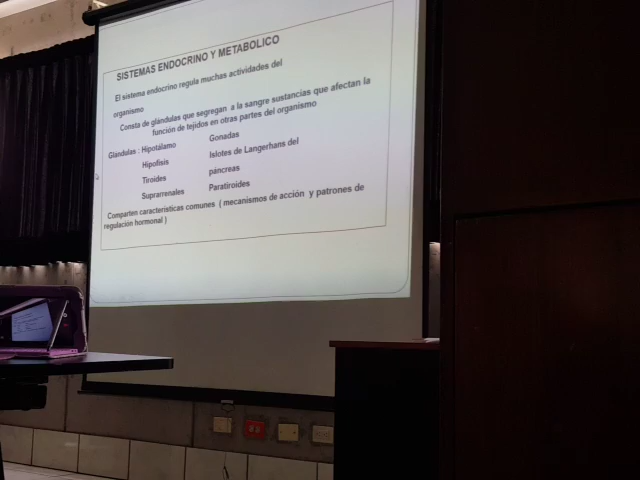 SISTEMAS ENDOCRINO Y METABOLICO
El sistema endocrino regula muchas actividades del
organismo
Consta de glándulas que segregan a la sangre sustancias que afectan la
función de tejidos en otras partes del organismo
Glándulas : Hipotálamo Gonadas
Hipofisis Islotes de Langerhans del
Tiroides páncreas
Suprarrenales Paratiroides
Comparten características comunes ( mecanismos de acción y patrones de
regulación hormonal )